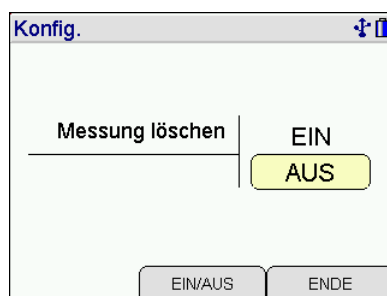 Konfig.
Messung löschen
EIN
AUS
EIN/AUS
ENDE